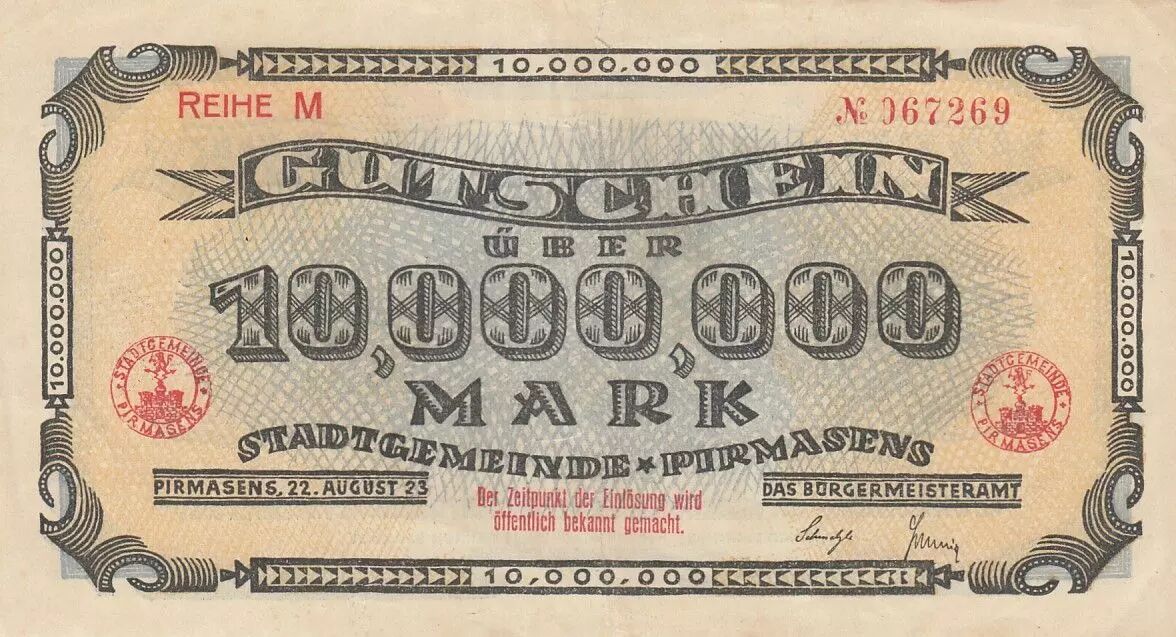 10.000.000
REIHE M
№ 067269
GUTSCHEIN
ÜBER
10,000,000
MARK
STADTGEMEINDE ★ PIRMASENS
10.000.000
10.000.000
STADTGEMEINDE
PIRMASENS
STADTGEMEINDE
PIRMASENS
PIRMASENS, 22. AUGUST 23
Der Zeitpunkt der Einlösung wird
öffentlich bekannt gemacht.
DAS BÜRGERMEISTERAMT
10.000.000